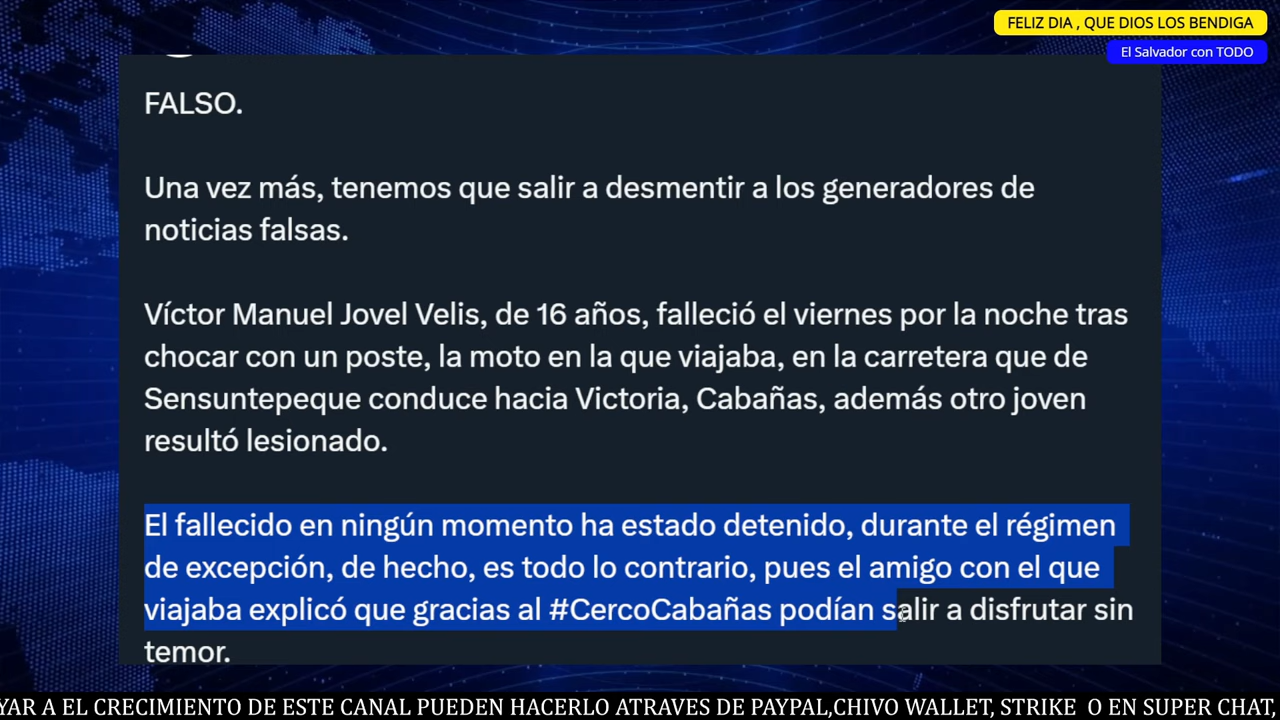 FELIZ DIA , QUE DIOS LOS BENDIGA
El Salvador con TODO
FALSO.
Una vez más, tenemos que salir a desmentir a los generadores de
noticias falsas.
Víctor Manuel Jovel Velis, de 16 años, falleció el viernes por la noche tras
chocar con un poste, la moto en la que viajaba, en la carretera que de
Sensuntepeque conduce hacia Victoria, Cabañas, además otro joven
resultó lesionado.
El fallecido en ningún momento ha estado detenido, durante el régimen
de excepción, de hecho, es todo lo contrario, pues el amigo con el que
viajaba explicó que gracias al #CercoCabañas podían salir a disfrutar sin
temor.
YAR A EL CRECIMIENTO DE ESTE CANAL PUEDEN HACERLO ATRAVES DE PAYPAL,CHIVO WALLET, STRIKE O EN SUPER CHAT,